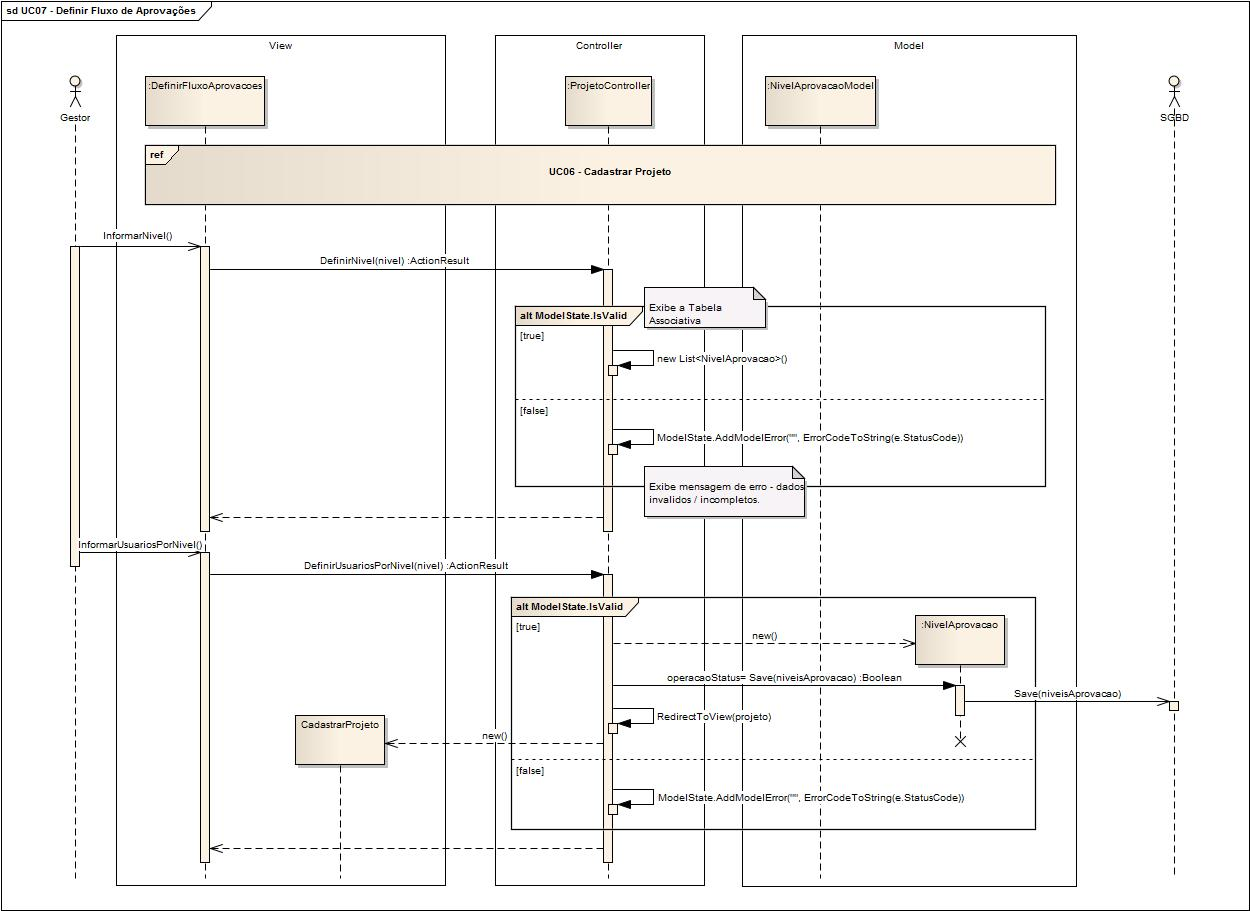 sd UC07 - Definir Fluxo de Aprovações
View
Controller
Model
:DefinirFluxoAprovacoes
:ProjetoController
:NivelAprovacaoModel
Gestor
SGBD
ref
UC06 - Cadastrar Projeto
InformarNivel()
DefinirNivel(nivel) :ActionResult
Exibe a Tabela
Associativa
alt ModelState.IsValid
[true]
new List<NivelAprovacao>()
[false]
ModelState.AddModelError("", ErrorCodeToString(e.StatusCode))
Exibe mensagem de erro - dados
invalidos / incompletos.
InformarUsuariosPorNivel()
DefinirUsuariosPorNivel(nivel) :ActionResult
alt ModelState.IsValid
[true]
:NivelAprovacao
new()
operacaoStatus= Save(niveisAprovacao) :Boolean
Save(niveisAprovacao)
RedirectToView(projeto)
CadastrarProjeto
new()
[false]
ModelState.AddModelError("", ErrorCodeToString(e.StatusCode))